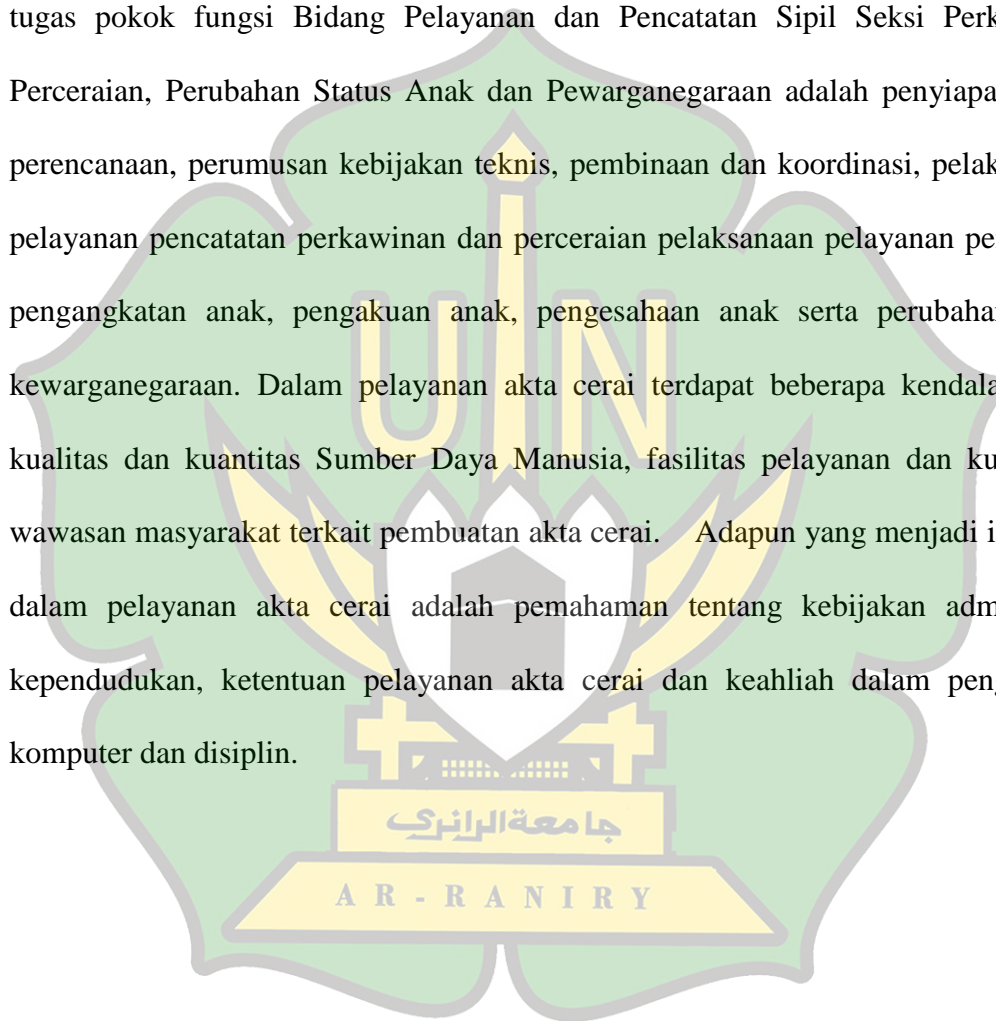 tugas pokok fungsi Bidang Pelayanan dan Pencatatan Sipil Seksi Perk
Perceraian, Perubahan Status Anak dan Pewarganegaraan adalah penyiapa
perencanaan, perumusan kebijakan teknis, pembinaan dan koordinasi, pelak
pelayanan pencatatan perkawinan dan perceraian pelaksanaan pelayanan pe
pengangkatan anak, pengakuan anak, pengesahaan anak serta perubaha
kewarganegaraan. Dalam pelayanan akta cerai terdapat beberapa kendala
kualitas dan kuantitas Sumber Daya Manusia, fasilitas pelayanan dan ku
wawasan masyarakat terkait pembuatan akta cerai. Adapun yang menjadi i
dalam pelayanan akta cerai adalah pemahaman tentang kebijakan adm
kependudukan, ketentuan pelayanan akta cerai dan keahliah dalam peng
komputer dan disiplin.
UIN
جامعة الرانري
AR-RANIRY